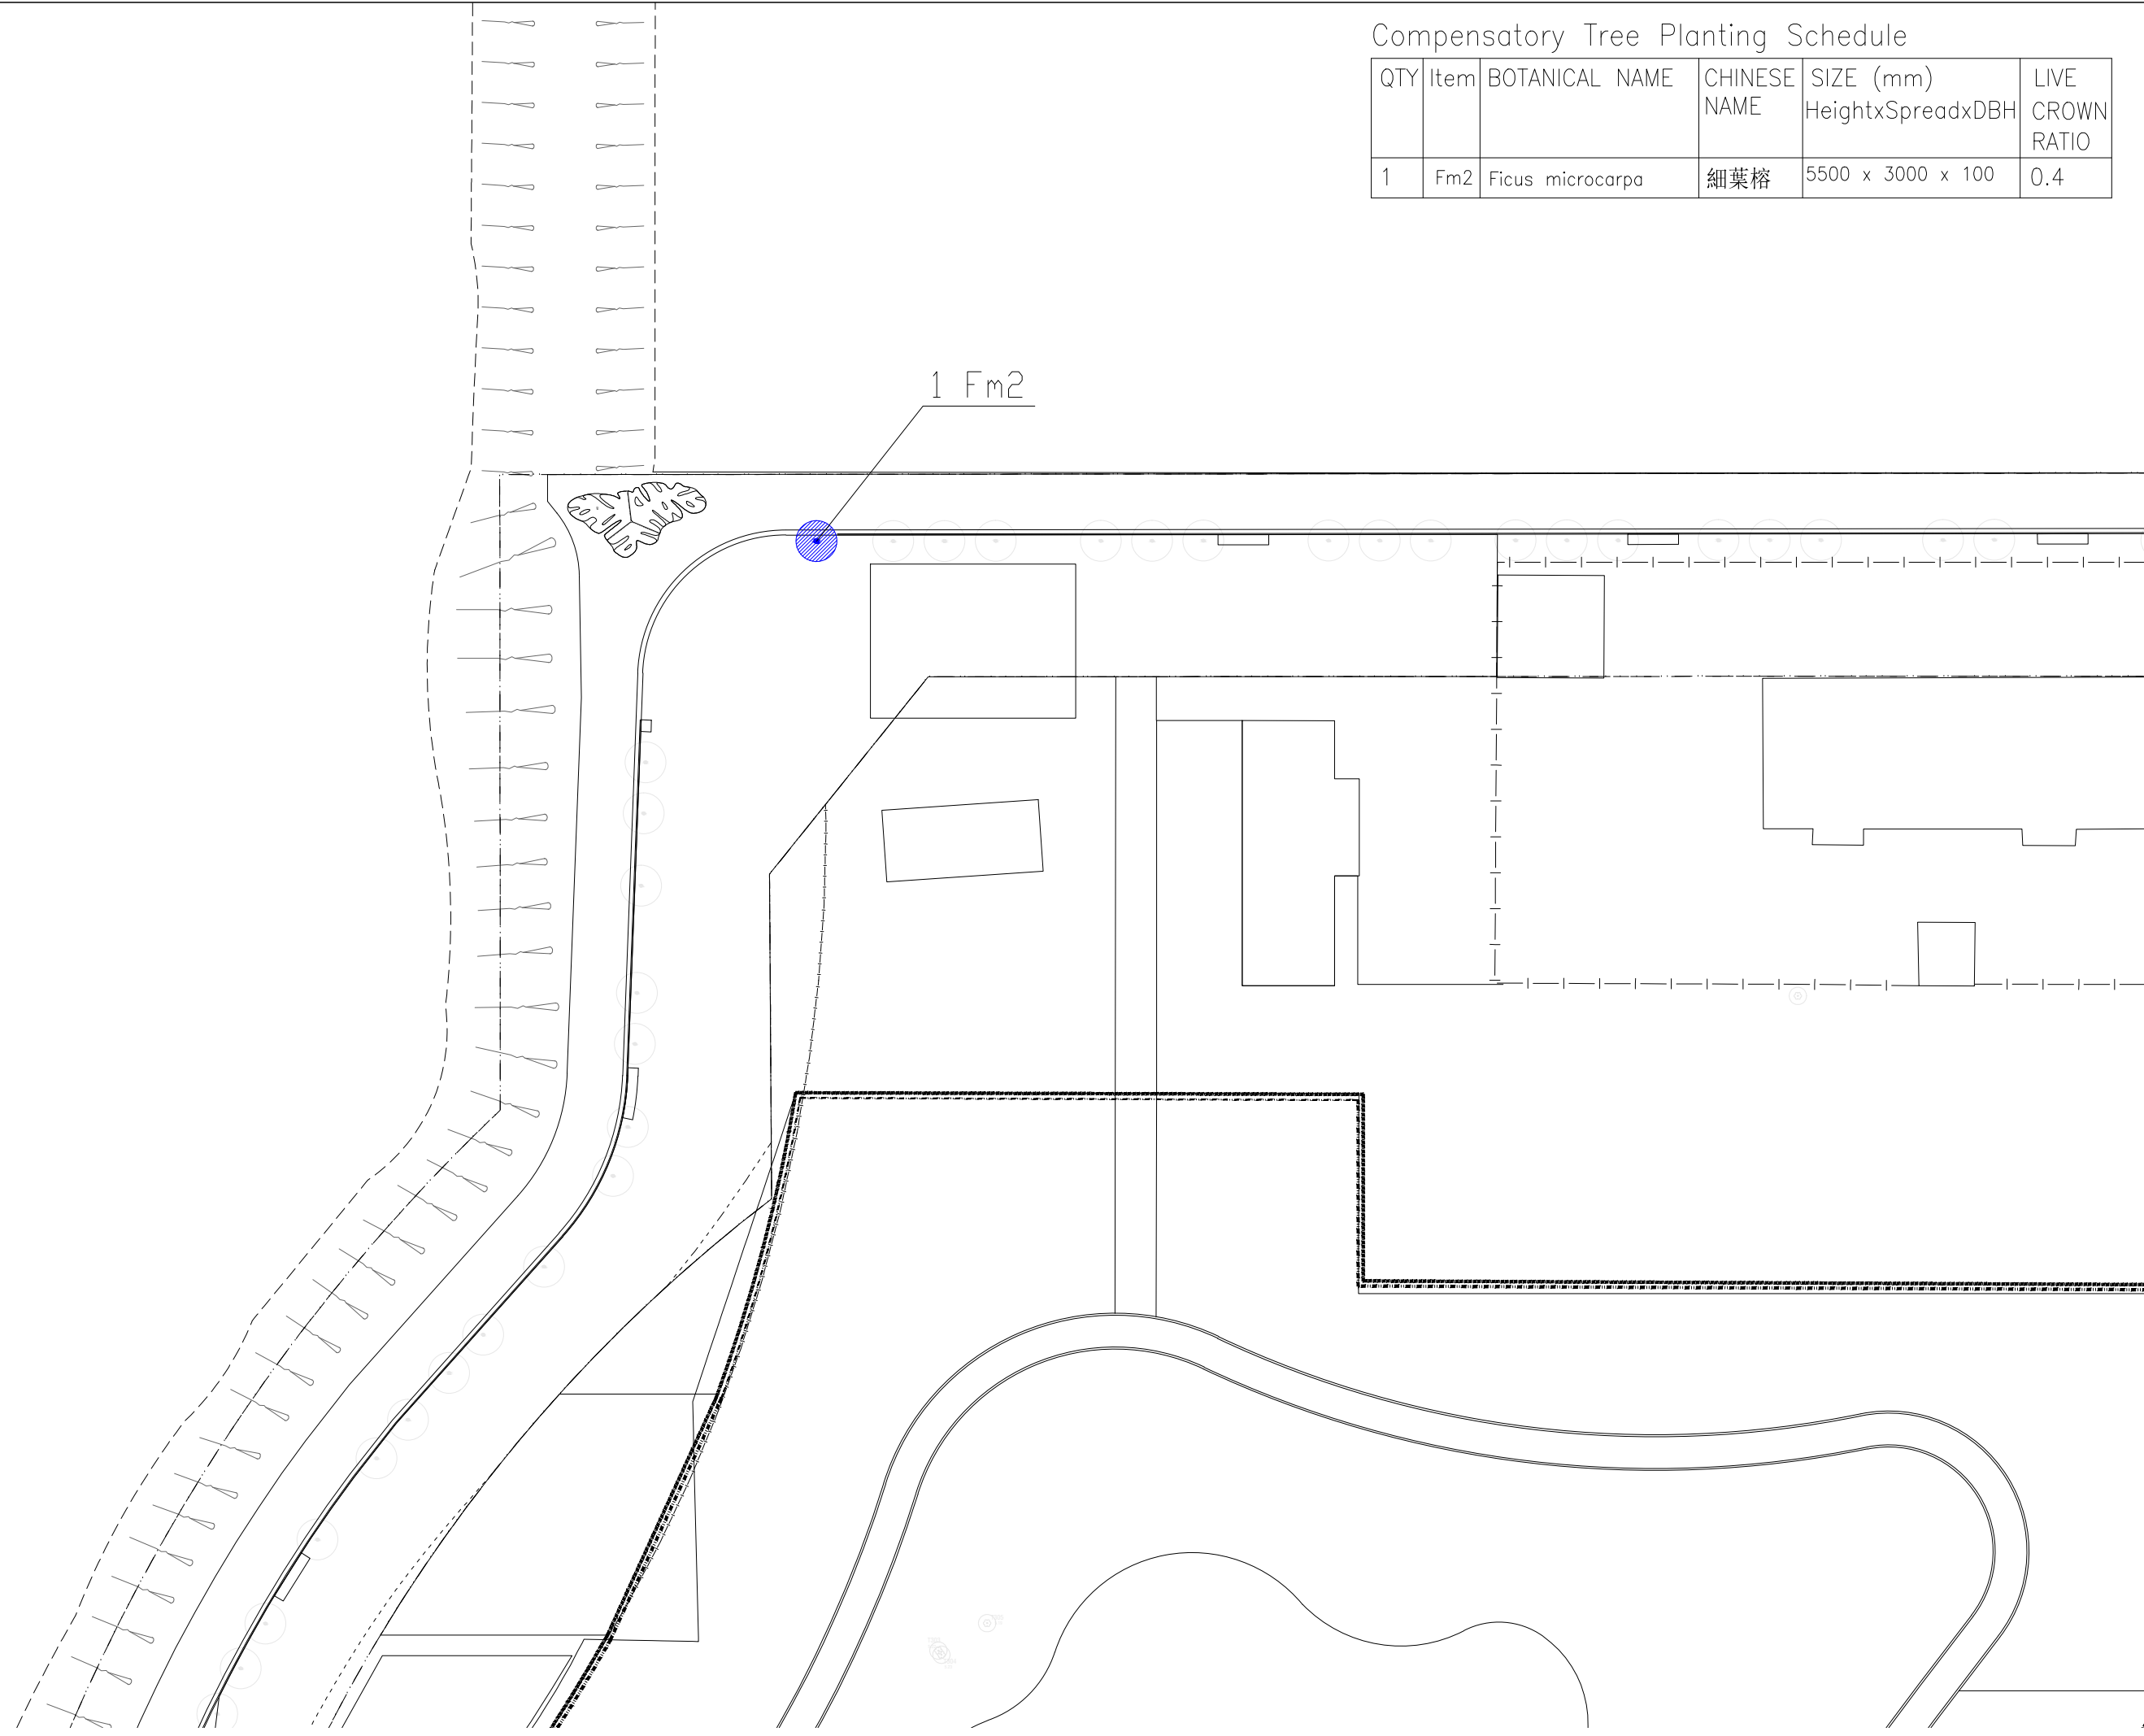 Compensatory Tree Planting Schedule
QTY Item BOTANICAL NAME CHINESE NAME SIZE (mm) HeightxSpreadxDBH LIVE CROWN RATIO
1 Fm2 Ficus microcarpa 細葉榕 5500 x 3000 x 100 0.4
1 Fm2